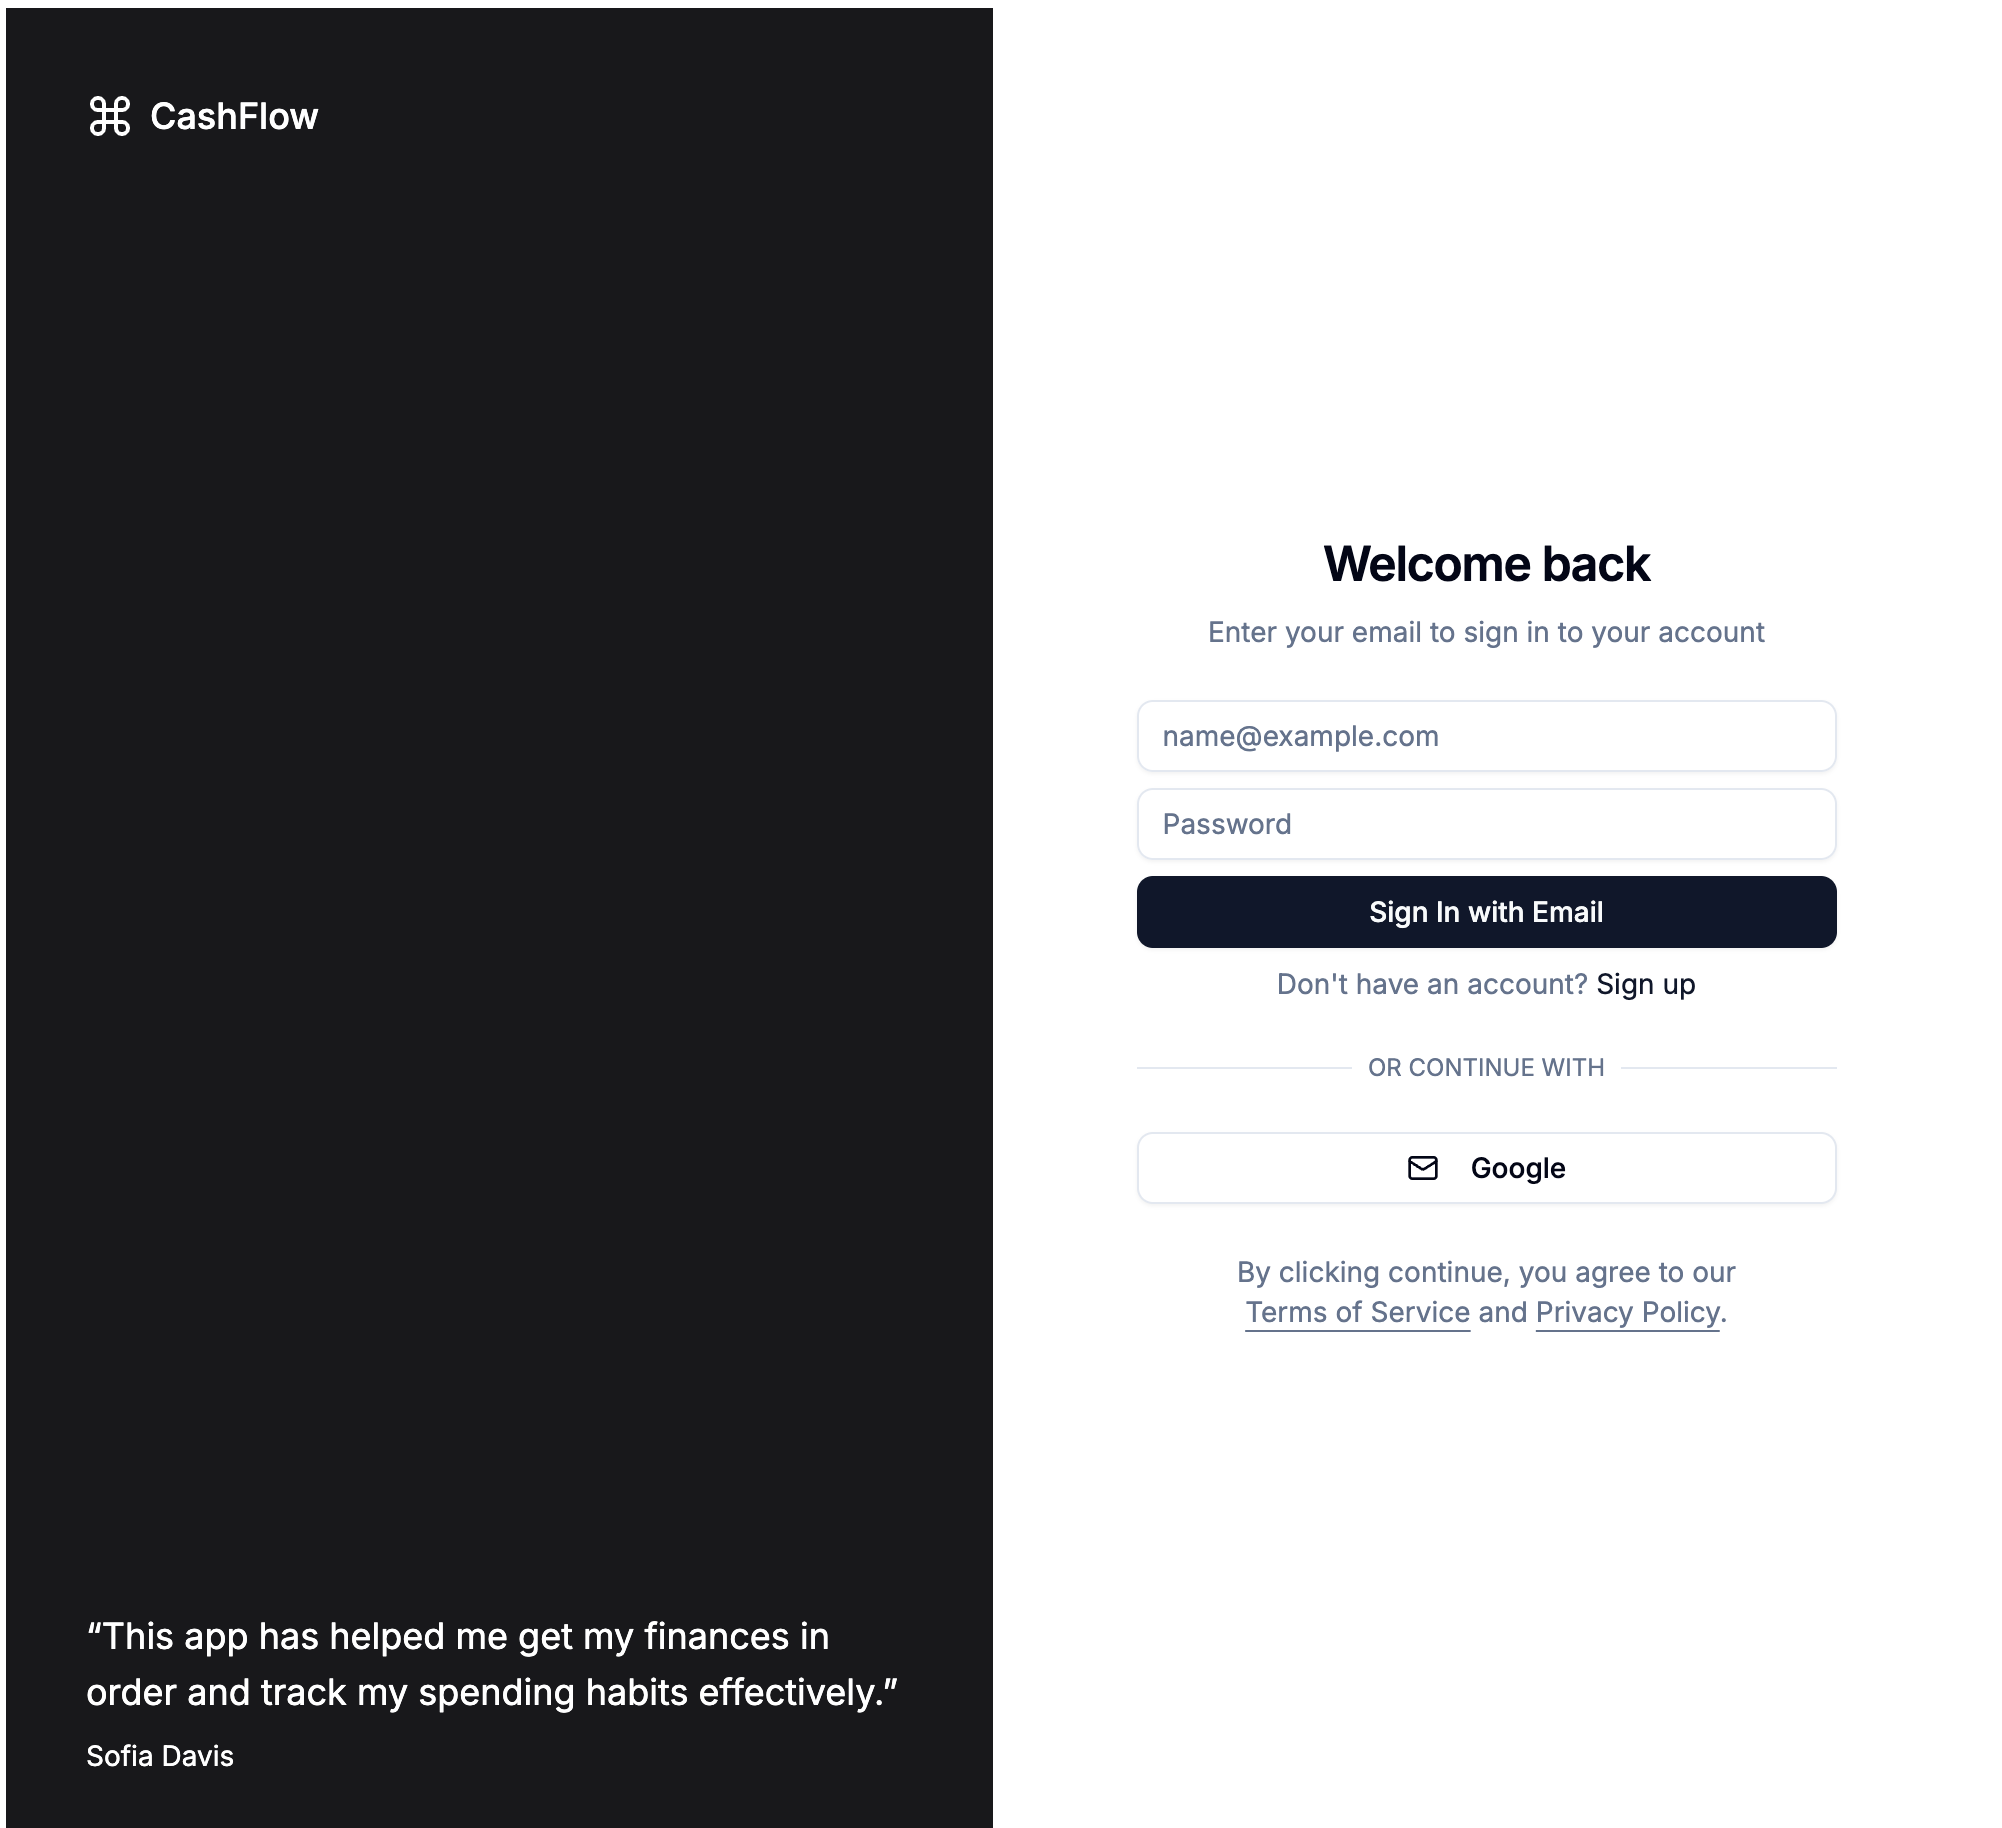 CashFlow
“This app has helped me get my finances in
order and track my spending habits effectively.”
Sofia Davis
Welcome back
Enter your email to sign in to your account
name@example.com
Password
Sign In with Email
Don't have an account? Sign up
OR CONTINUE WITH
Google
By clicking continue, you agree to our
Terms of Service and Privacy Policy.